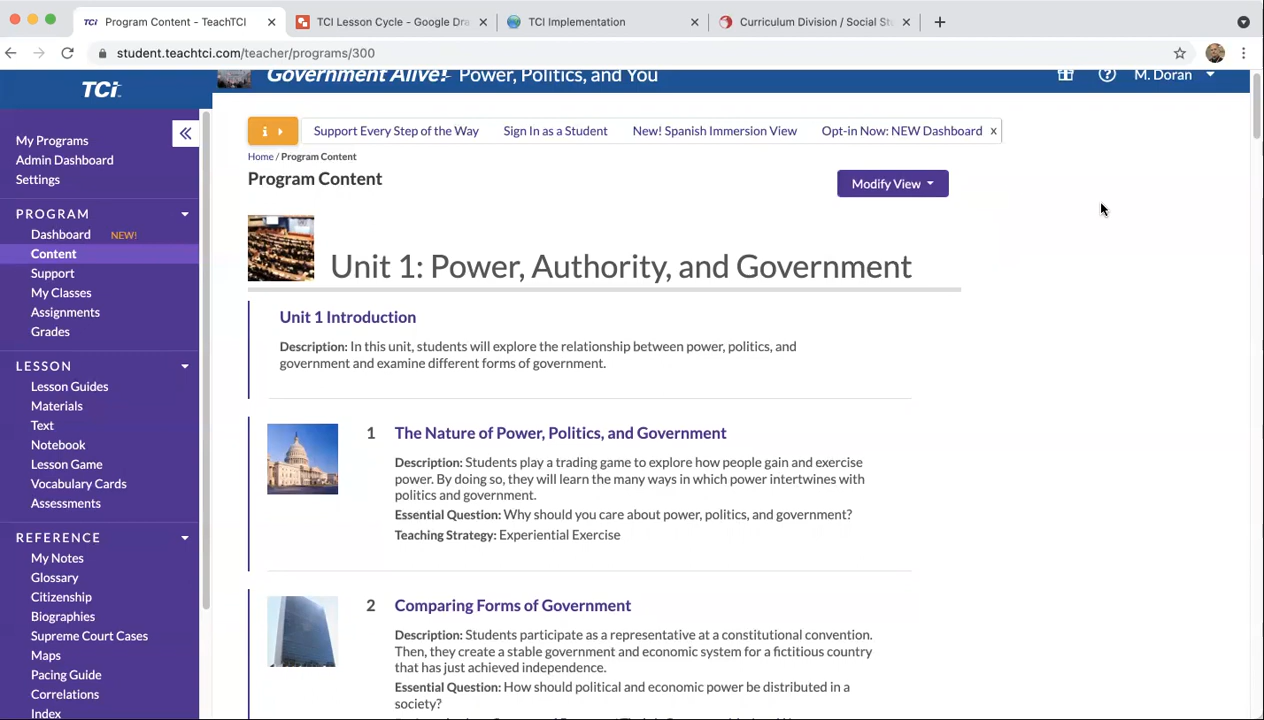 Program Content - TeachTCI
TCI Lesson Cycle - Google Dra
TCI Implementation
Curriculum Division / Social St
student.teachtci.com/teacher/programs/300
TCi
Government Alive! Power, Politics, and You
M. Doran
My Programs
Admin Dashboard
Settings
PROGRAM
Dashboard NEW!
Content
Support
My Classes
Assignments
Grades
LESSON
Lesson Guides
Materials
Text
Notebook
Lesson Game
Vocabulary Cards
Assessments
REFERENCE
My Notes
Glossary
Citizenship
Biographies
Supreme Court Cases
Maps
Pacing Guide
Correlations
Index
Support Every Step of the Way Sign In as a Student New! Spanish Immersion View Opt-in Now: NEW Dashboard x
Home / Program Content
Program Content
Modify View
Unit 1: Power, Authority, and Government
Unit 1 Introduction
Description: In this unit, students will explore the relationship between power, politics, and
government and examine different forms of government.
1 The Nature of Power, Politics, and Government
Description: Students play a trading game to explore how people gain and exercise
power. By doing so, they will learn the many ways in which power intertwines with
politics and government.
Essential Question: Why should you care about power, politics, and government?
Teaching Strategy: Experiential Exercise
2 Comparing Forms of Government
Description: Students participate as a representative at a constitutional convention.
Then, they create a stable government and economic system for a fictitious country
that has just achieved independence.
Essential Question: How should political and economic power be distributed in a
society?